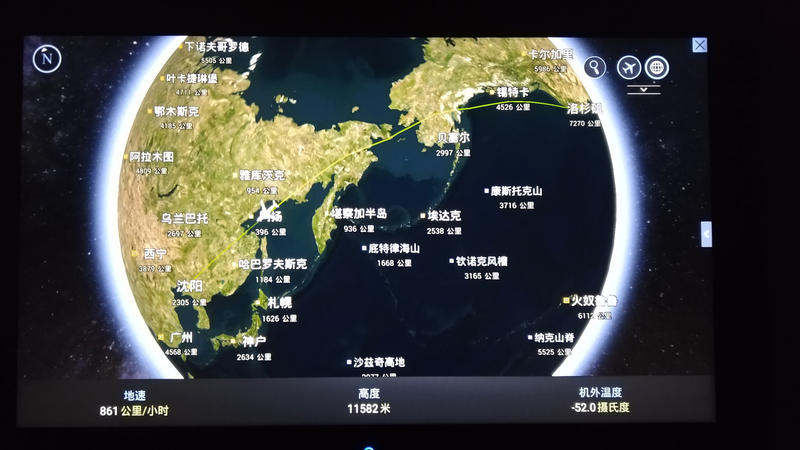 N
下诺夫哥罗德
5505 公里
卡尔加里
5986 公里
叶卡捷琳堡
4711 公里
锡特卡
4526 公里
洛杉矶
7270 公里
鄂木斯克
4185 公里
贝塞尔
2997 公里
阿拉木图
4809 公里
雅库茨克
954 公里
康斯托克山
3716 公里
乌兰巴托
2697 公里
396 公里
堪察加半岛
936 公里
埃达克
2538 公里
西宁
3879 公里
底特律海山
1668 公里
哈巴罗夫斯克
1184 公里
钦诺克风槽
3165 公里
沈阳
2305 公里
札幌
1626 公里
火奴鲁鲁
6112 公里
广州
4568 公里
神户
2634 公里
纳克山脊
5525 公里
沙兹奇高地
地速
861 公里/小时
高度
11582 米
机外温度
-52.0 摄氏度